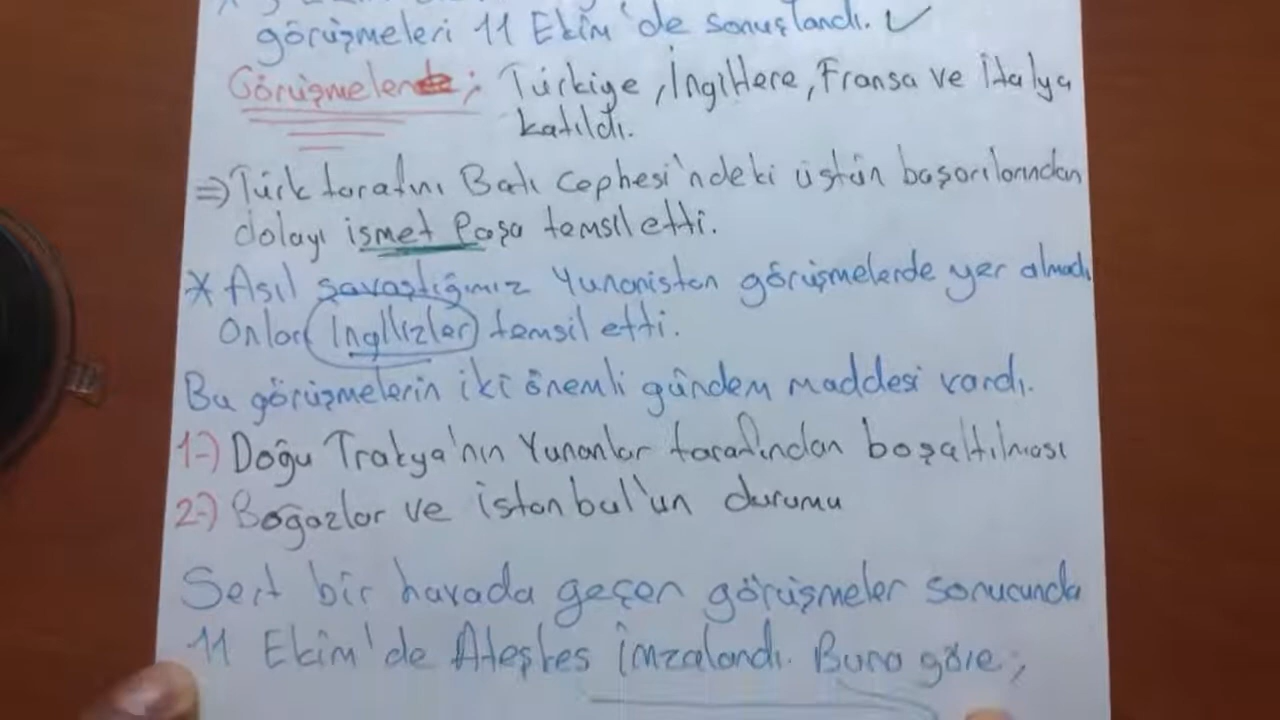 görüşmeleri 11 Ekim'de sonuçlandı.
Görüşmeler; Türkiye, İngiltere, Fransa ve İtalya
katıldı.
⇒ Türk tarafını Batı Cephesi'ndeki üstün başarılarından
dolayı ismet Paşa temsil etti.
* Asıl savaştığımız Yunanistan görüşmelerde yer almadı
Onları İngilizler temsil etti.
Bu görüşmelerin iki önemli gündem maddesi vardı.
1-) Doğu Trakya'nın Yunanlar tarafından boşaltılması
2-) Boğazlar ve İstanbul'un durumu
Sert bir havada geçen görüşmeler sonucunda
11 Ekim'de Ateşkes İmzalandı. Buna göre;